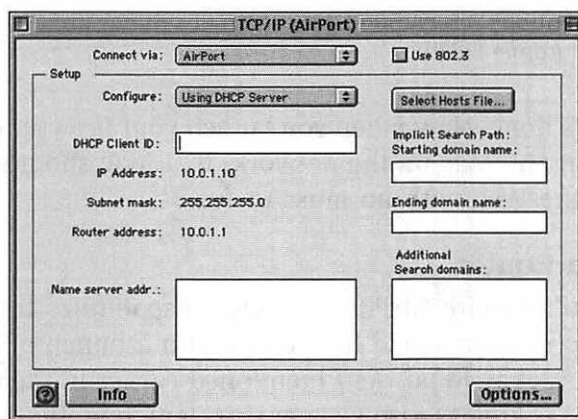 TCP/IP (AirPort)
Connect via: AirPort
Use 802.3
Setup
Configure: Using DHCP Server
Select Hosts File...
DHCP Client ID:
Implicit Search Path:
Starting domain name:
IP Address: 10.0.1.10
Subnet mask: 255.255.255.0
Ending domain name:
Router address: 10.0.1.1
Additional
Search domains:
Name server addr.:
?
Info
Options...